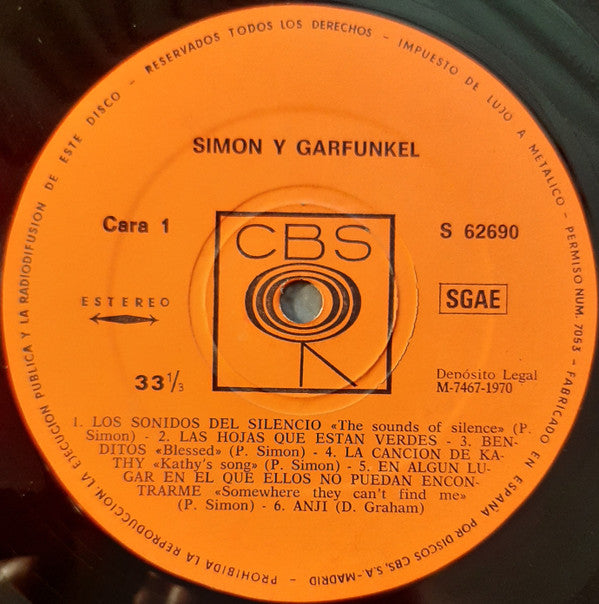 PROHIBIDA LA REPRODUCCION, LA EJECUCION PUBLICA Y LA RADIODIFUSION DE ESTE DISCO - RESERVADOS TODOS LOS DERECHOS - IMPUESTO DE LUJO A METALICO - PERMISO NUM. 7053 - FABRICADO EN ESPAÑA POR DISCOS CBS, S.A.-MADRID -
SIMON Y GARFUNKEL
Cara 1
CBS
S 62690
ESTEREO
SGAE
33 1/3
Depósito Legal
M-7467-1970
1. LOS SONIDOS DEL SILENCIO «The sounds of silence» (P.
Simon) - 2. LAS HOJAS QUE ESTAN VERDES - 3. BEN-
DITOS «Blessed» (P. Simon) - 4. LA CANCION DE KA-
THY «Kathy's song» (P. Simon) - 5. EN ALGUN LU-
GAR EN EL QUE ELLOS NO PUEDAN ENCON-
TRARME «Somewhere they can't find me»
(P. Simon) - 6. ANJI (D. Graham)